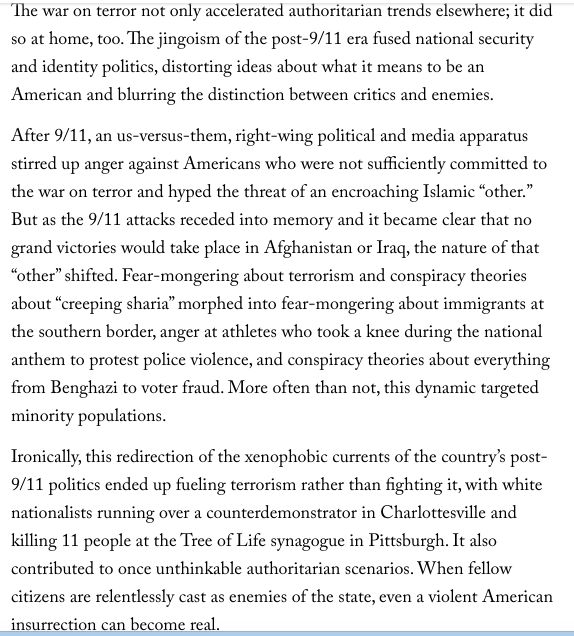 The war on terror not only accelerated authoritarian trends elsewhere; it did
so at home, too. The jingoism of the post-9/11 era fused national security
and identity politics, distorting ideas about what it means to be an
American and blurring the distinction between critics and enemies.
After 9/11, an us-versus-them, right-wing political and media apparatus
stirred up anger against Americans who were not sufficiently committed to
the war on terror and hyped the threat of an encroaching Islamic “other.”
But as the 9/11 attacks receded into memory and it became clear that no
grand victories would take place in Afghanistan or Iraq, the nature of that
“other” shifted. Fear-mongering about terrorism and conspiracy theories
about “creeping sharia” morphed into fear-mongering about immigrants at
the southern border, anger at athletes who took a knee during the national
anthem to protest police violence, and conspiracy theories about everything
from Benghazi to voter fraud. More often than not, this dynamic targeted
minority populations.
Ironically, this redirection of the xenophobic currents of the country’s post-
9/11 politics ended up fueling terrorism rather than fighting it, with white
nationalists running over a counterdemonstrator in Charlottesville and
killing 11 people at the Tree of Life synagogue in Pittsburgh. It also
contributed to once unthinkable authoritarian scenarios. When fellow
citizens are relentlessly cast as enemies of the state, even a violent American
insurrection can become real.